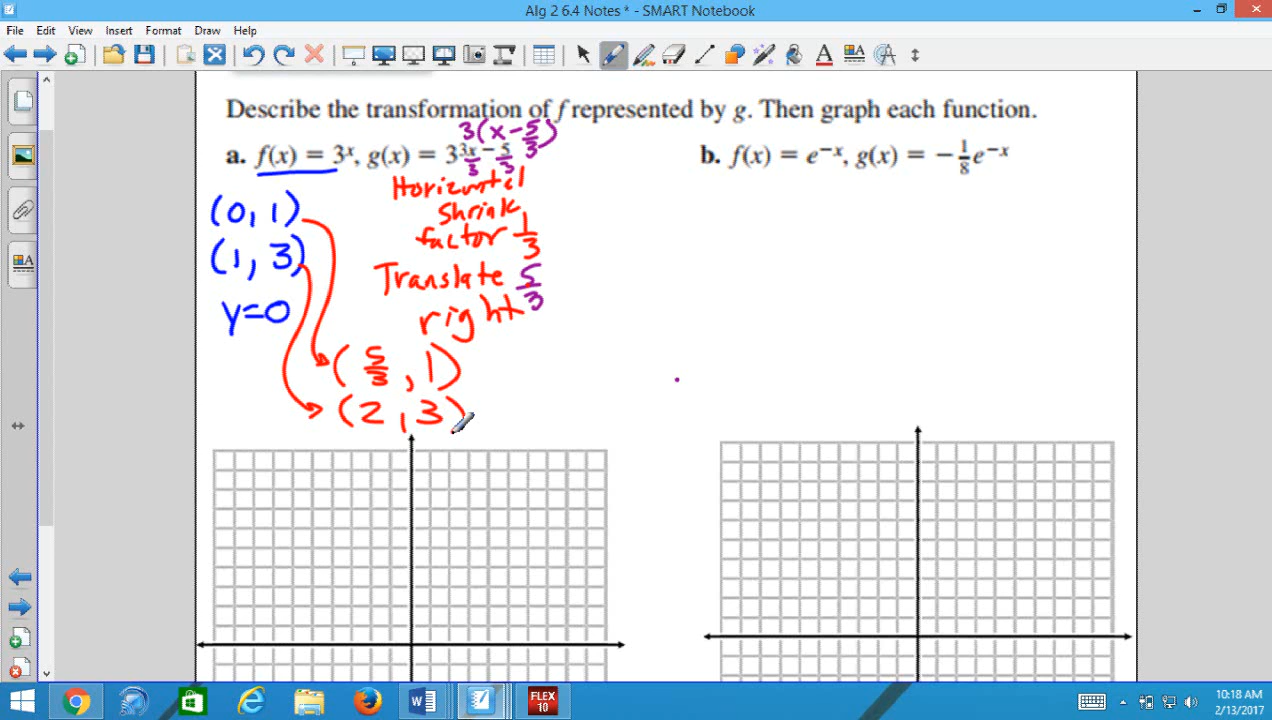 Alg 2 6.4 Notes * - SMART Notebook
File Edit View Insert Format Draw Help
Describe the transformation of f represented by g. Then graph each function.
3(x - 5/3)
a. f(x) = 3ˣ, g(x) = 3³ˣ⁻⁵
3 3
b. f(x) = e⁻ˣ, g(x) = −1/8e⁻ˣ
Horizontal
shrink
factor 1/3
Translate 5/3
right
(0, 1)
(1, 3)
y=0
(5/3, 1)
(2, 3)
FLEX
10
10:18 AM
2/13/2017